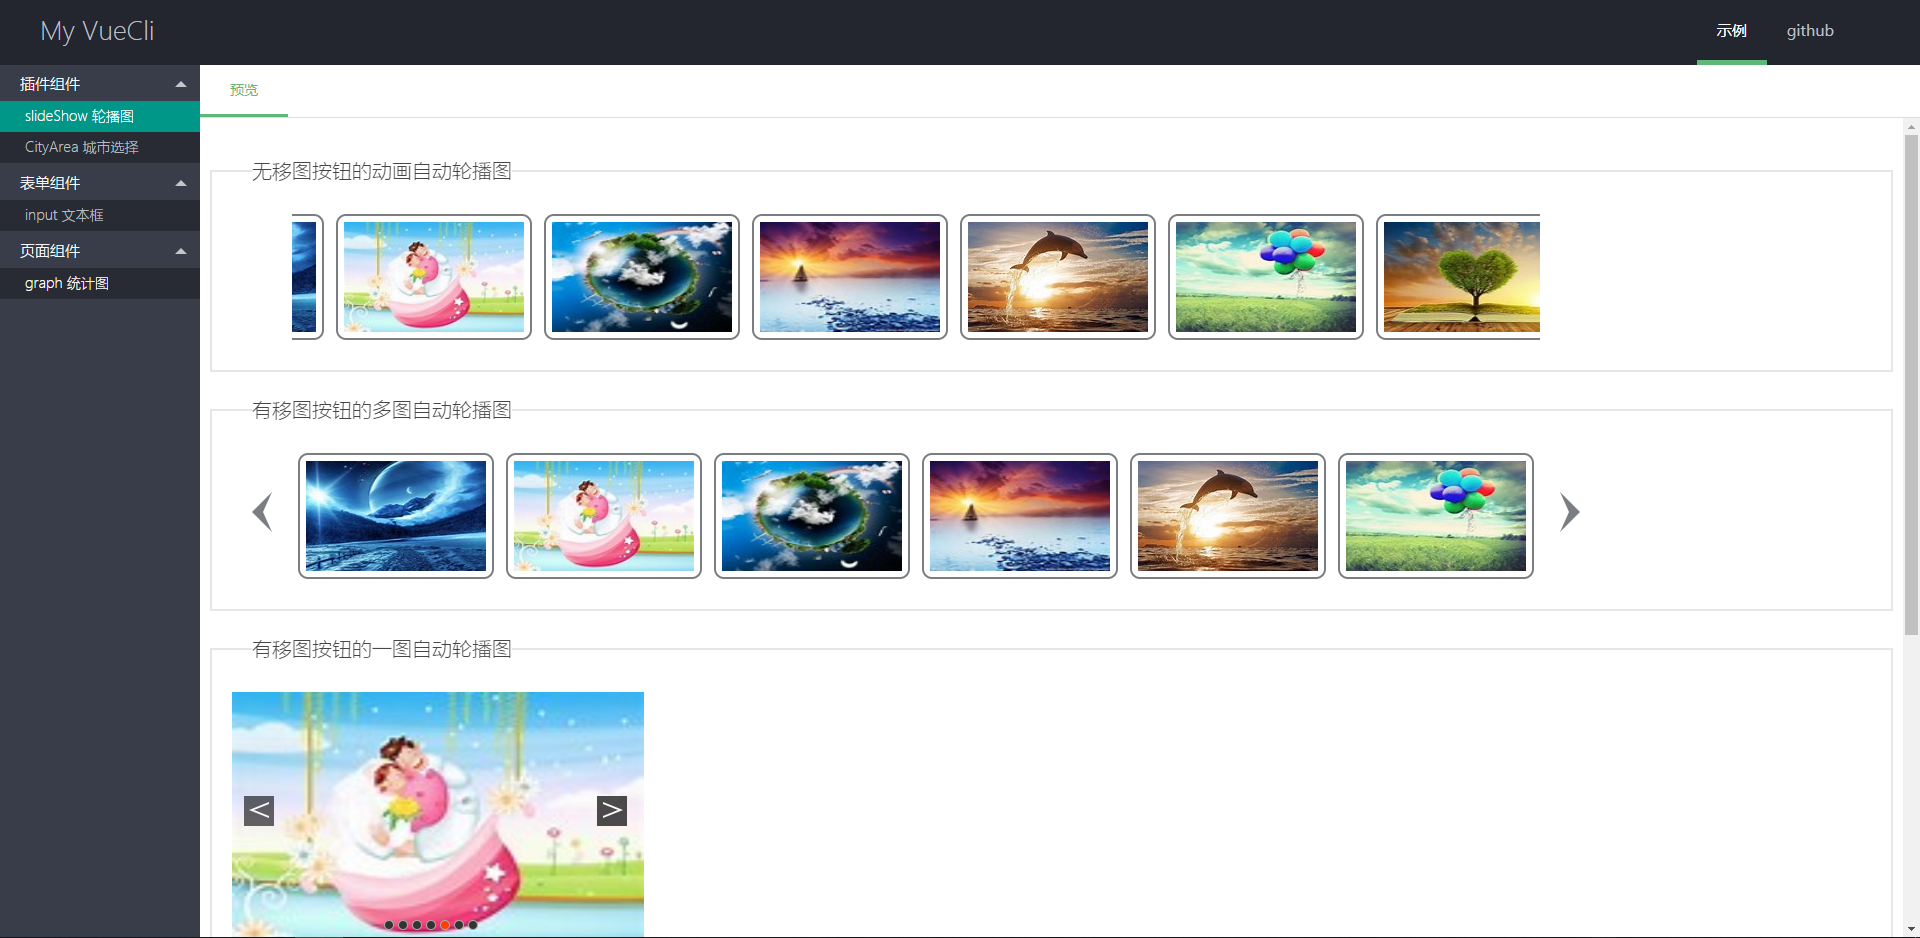 My VueCli
示例
github
插件组件
slideShow 轮播图
CityArea 城市选择
表单组件
input 文本框
页面组件
graph 统计图
预览
无移图按钮的动画自动轮播图
有移图按钮的多图自动轮播图
有移图按钮的一图自动轮播图
< >